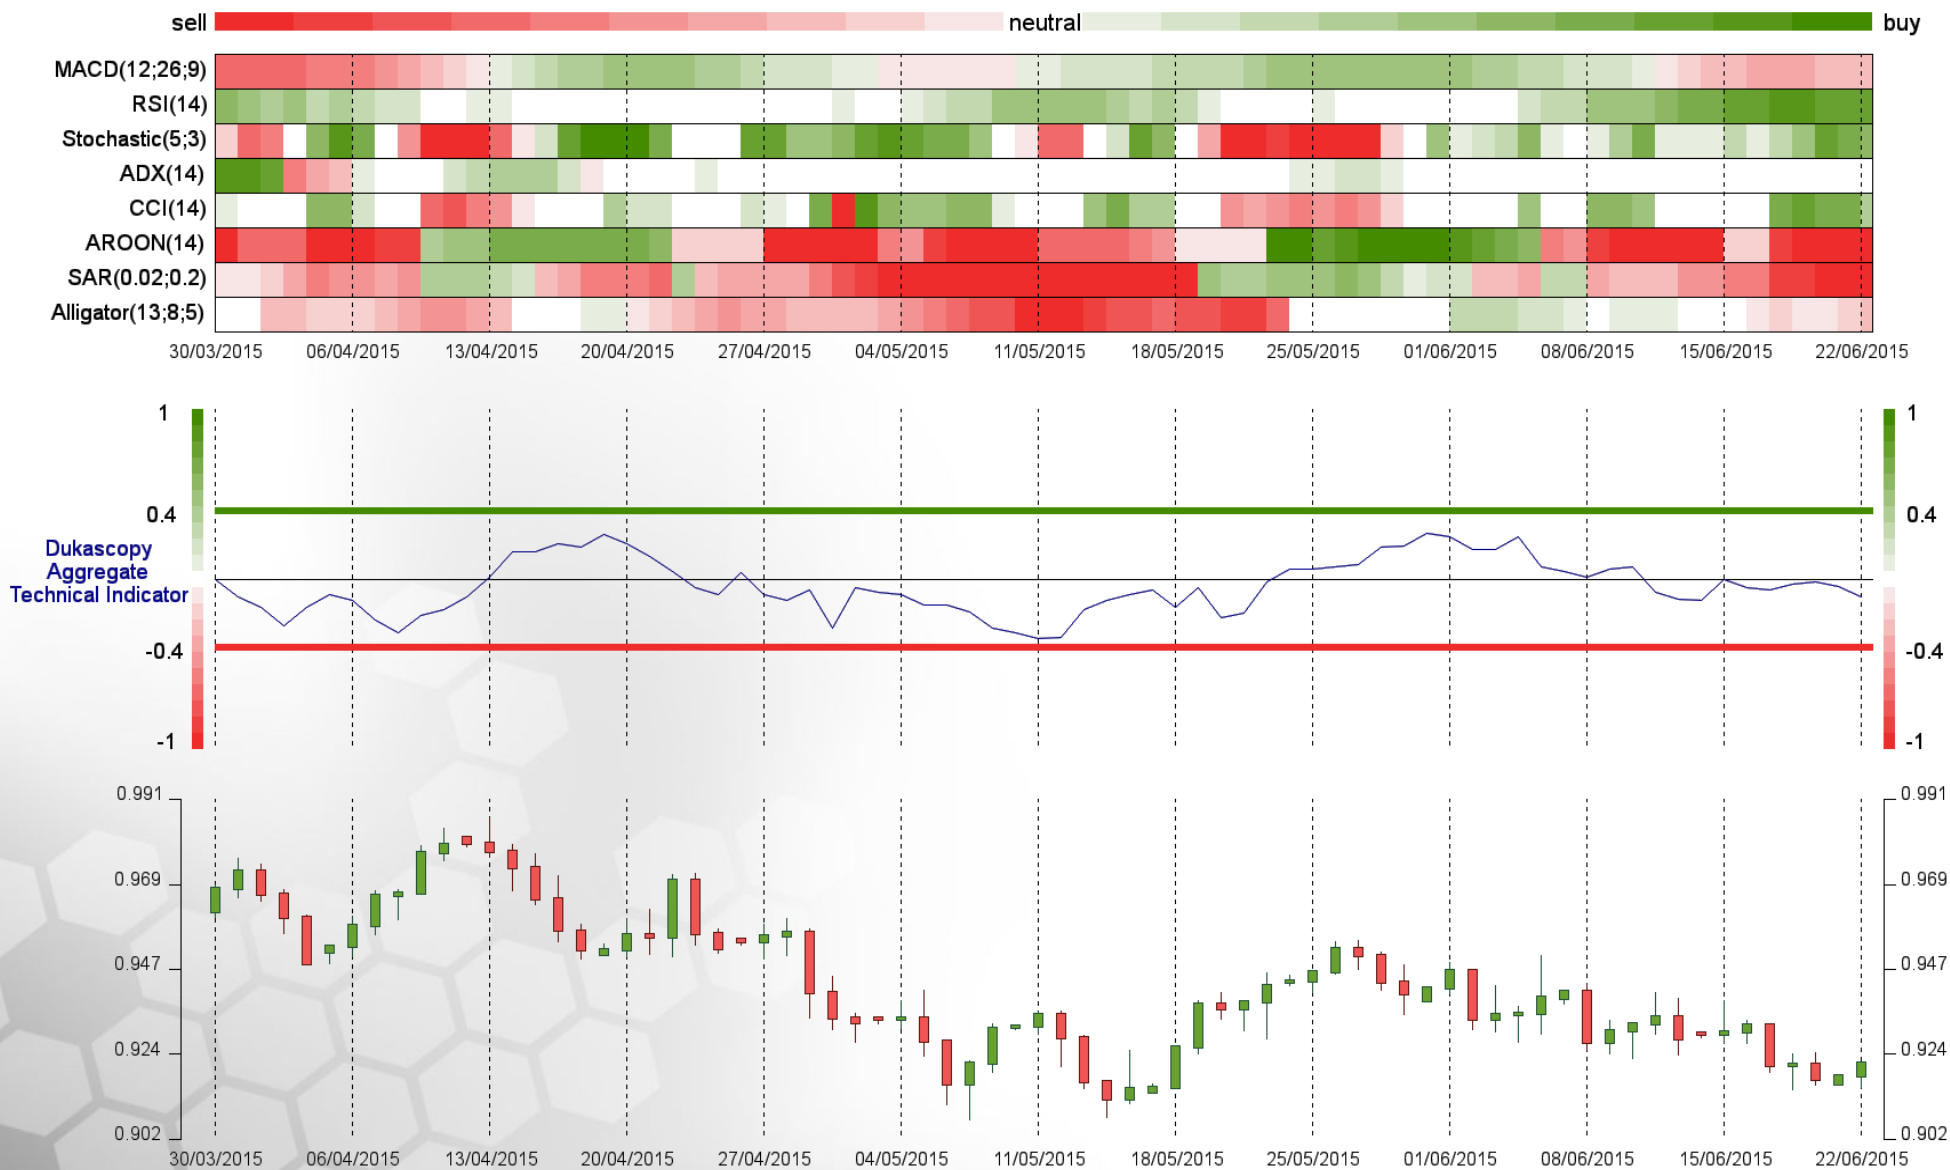 sell neutral buy
MACD(12;26;9)
RSI(14)
Stochastic(5;3)
ADX(14)
CCI(14)
AROON(14)
SAR(0.02;0.2)
Alligator(13;8;5)
30/03/2015 06/04/2015 13/04/2015 20/04/2015 27/04/2015 04/05/2015 11/05/2015 18/05/2015 25/05/2015 01/06/2015 08/06/2015 15/06/2015 22/06/2015
1 1
0.4 0.4
Dukascopy
Aggregate
Technical Indicator
-0.4 -0.4
-1 -1
0.991 0.991
0.969 0.969
0.947 0.947
0.924 0.924
0.902 0.902
30/03/2015 06/04/2015 13/04/2015 20/04/2015 27/04/2015 04/05/2015 11/05/2015 18/05/2015 25/05/2015 01/06/2015 08/06/2015 15/06/2015 22/06/2015